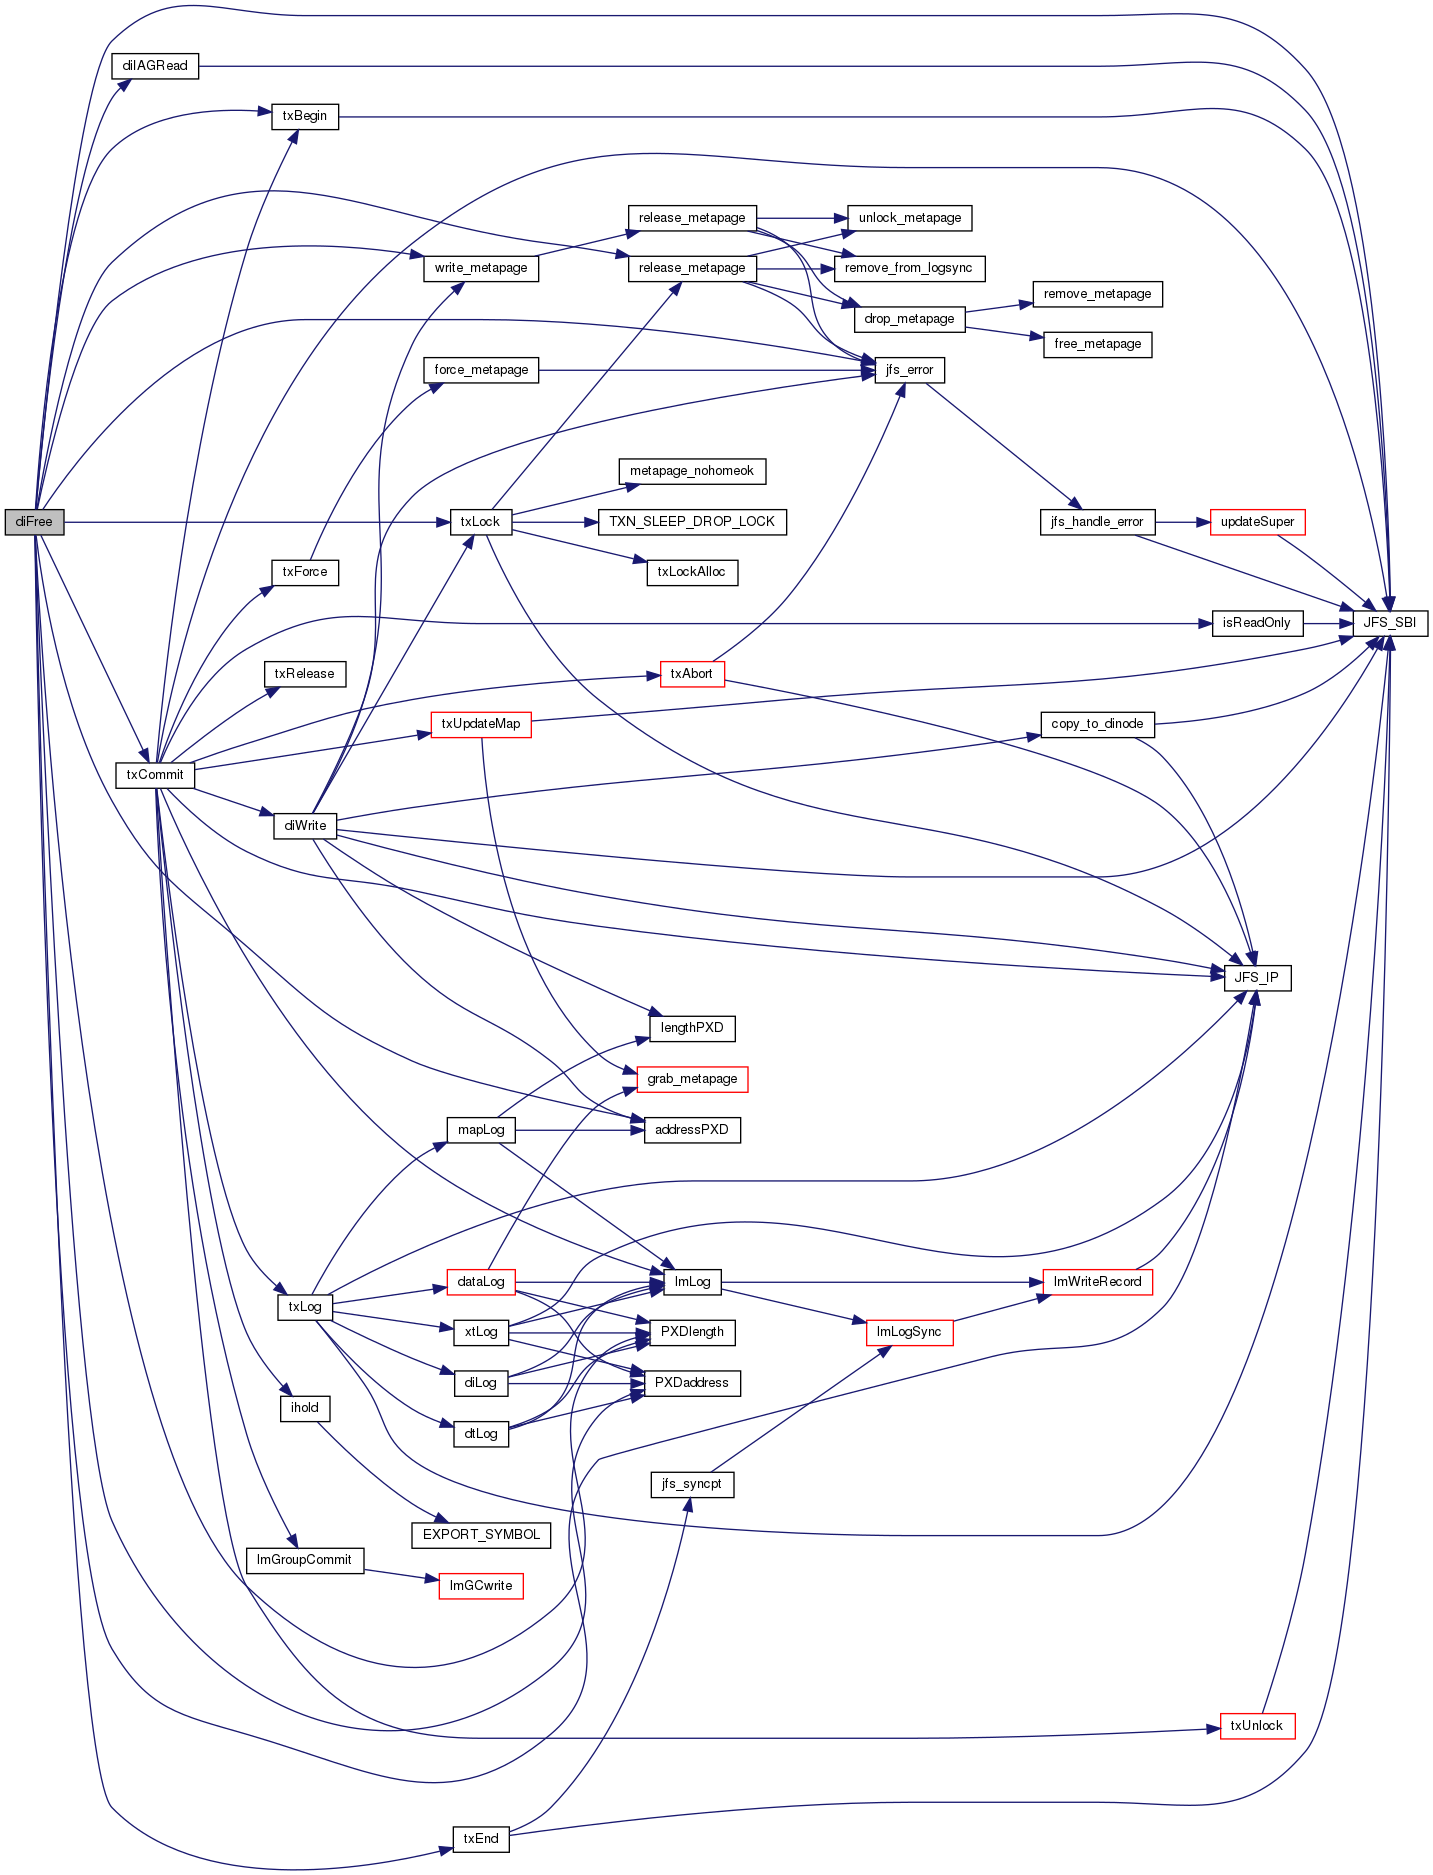 diIAGRead
txBegin
release_metapage
unlock_metapage
write_metapage
release_metapage
remove_from_logsync
remove_metapage
drop_metapage
free_metapage
force_metapage
jfs_error
metapage_nohomeok
diFree
txLock
TXN_SLEEP_DROP_LOCK
jfs_handle_error
updateSuper
txForce
txLockAlloc
isReadOnly
JFS_SBI
txRelease
txAbort
txUpdateMap
copy_to_dinode
txCommit
diWrite
JFS_IP
lengthPXD
grab_metapage
mapLog
addressPXD
dataLog
lmLog
lmWriteRecord
txLog
xtLog
PXDlength
lmLogSync
diLog
PXDaddress
ihold
dtLog
jfs_syncpt
EXPORT_SYMBOL
lmGroupCommit
lmGCwrite
txUnlock
txEnd